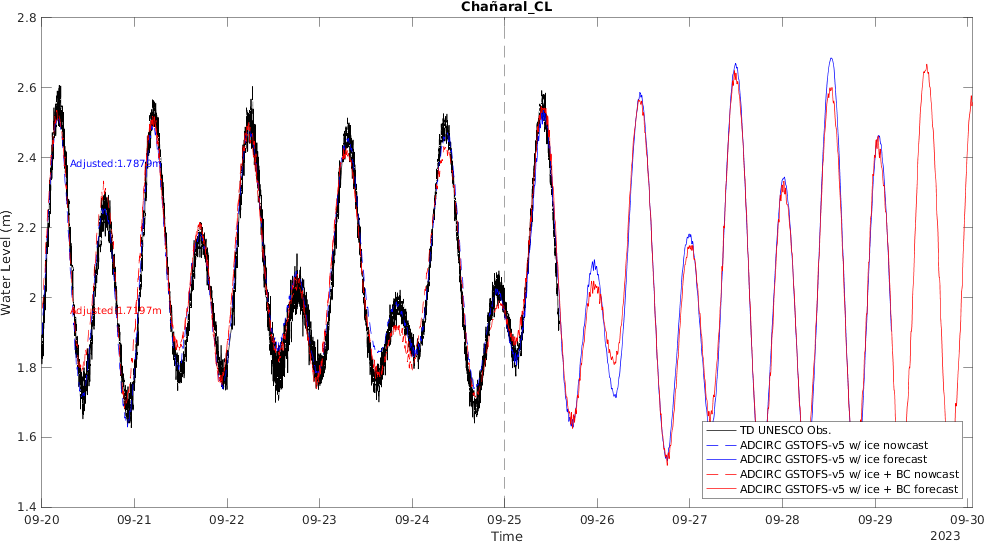 Chañaral_CL
2.8
2.6
2.4
2.2
2
1.8
1.6
1.4
Water Level (m)
Adjusted:1.7879m
Adjusted:1.7197m
TD UNESCO Obs.
ADCIRC GSTOFS-v5 w/ ice nowcast
ADCIRC GSTOFS-v5 w/ ice forecast
ADCIRC GSTOFS-v5 w/ ice + BC nowcast
ADCIRC GSTOFS-v5 w/ ice + BC forecast
09-20 09-21 09-22 09-23 09-24 09-25 09-26 09-27 09-28 09-29 09-30
Time
2023